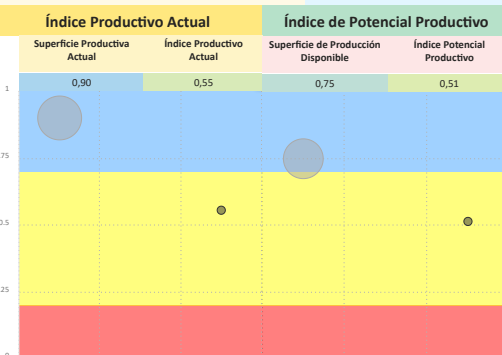 Índice Productivo Actual
Índice de Potencial Productivo
Superficie Productiva
Actual
Índice Productivo
Actual
Superficie de Producción
Disponible
Índice Potencial
Productivo
0,90
0,55
0,75
0,51
1
.75
0.5
.25
0